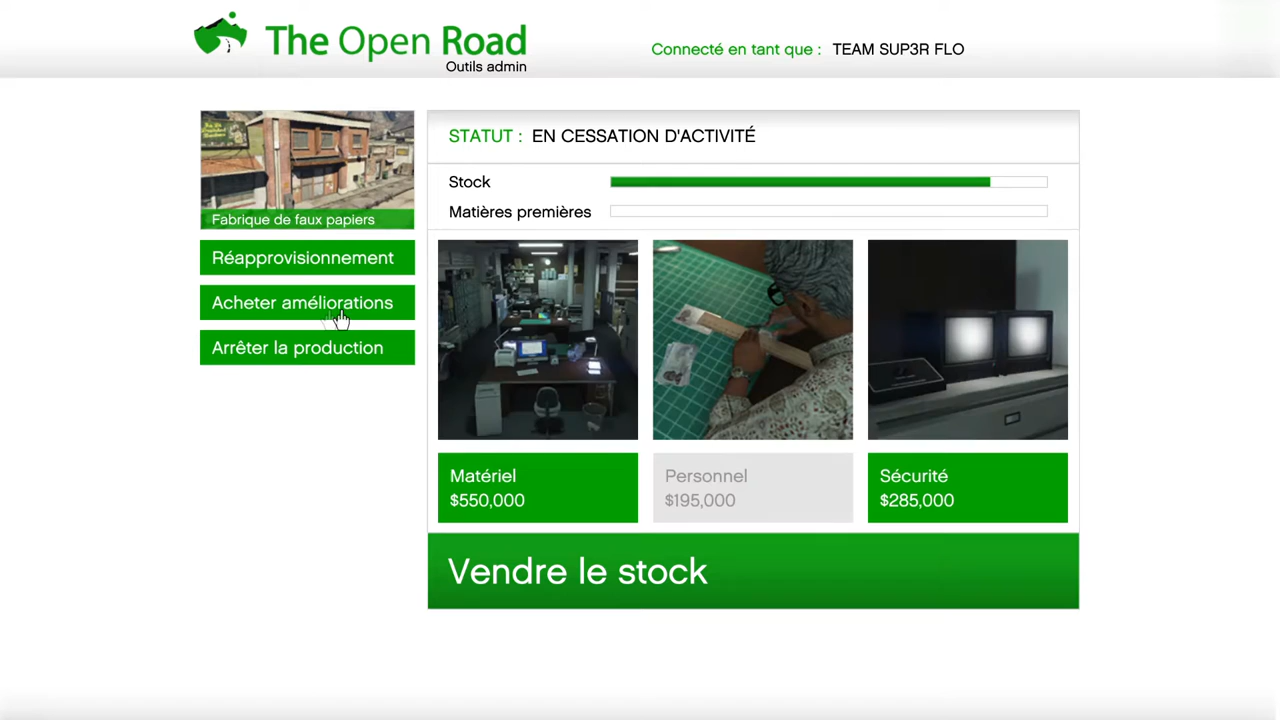 The Open Road
Outils admin
Connecté en tant que : TEAM SUP3R FLO
Fabrique de faux papiers
Réapprovisionnement
Acheter améliorations
Arrêter la production
STATUT : EN CESSATION D'ACTIVITÉ
Stock
Matières premières
Matériel
$550,000
Personnel
$195,000
Sécurité
$285,000
Vendre le stock